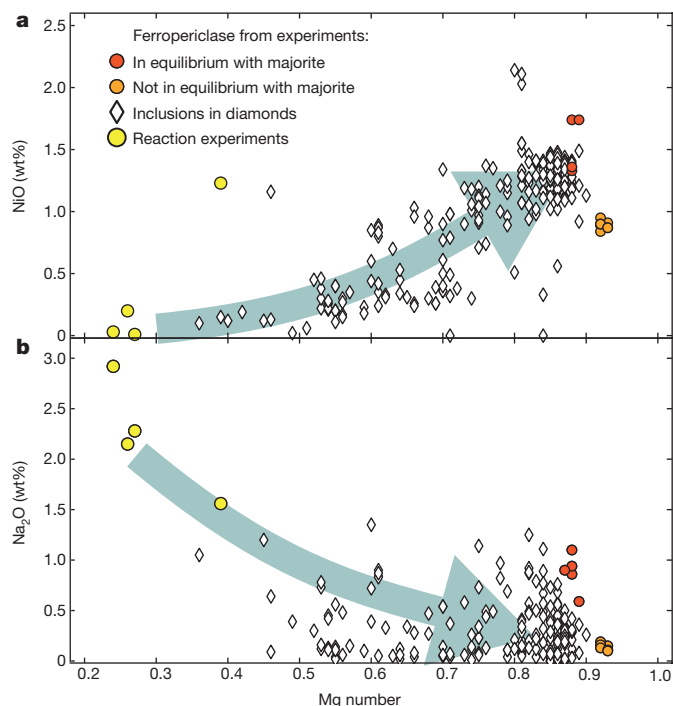 a
Ferropericlase from experiments:
In equilibrium with majorite
Not in equilibrium with majorite
Inclusions in diamonds
Reaction experiments
NiO (wt%)
2.5
2.0
1.5
1.0
0.5
0
b
Na₂O (wt%)
3.0
2.5
2.0
1.5
1.0
0.5
0
0.2 0.3 0.4 0.5 0.6 0.7 0.8 0.9 1.0
Mg number